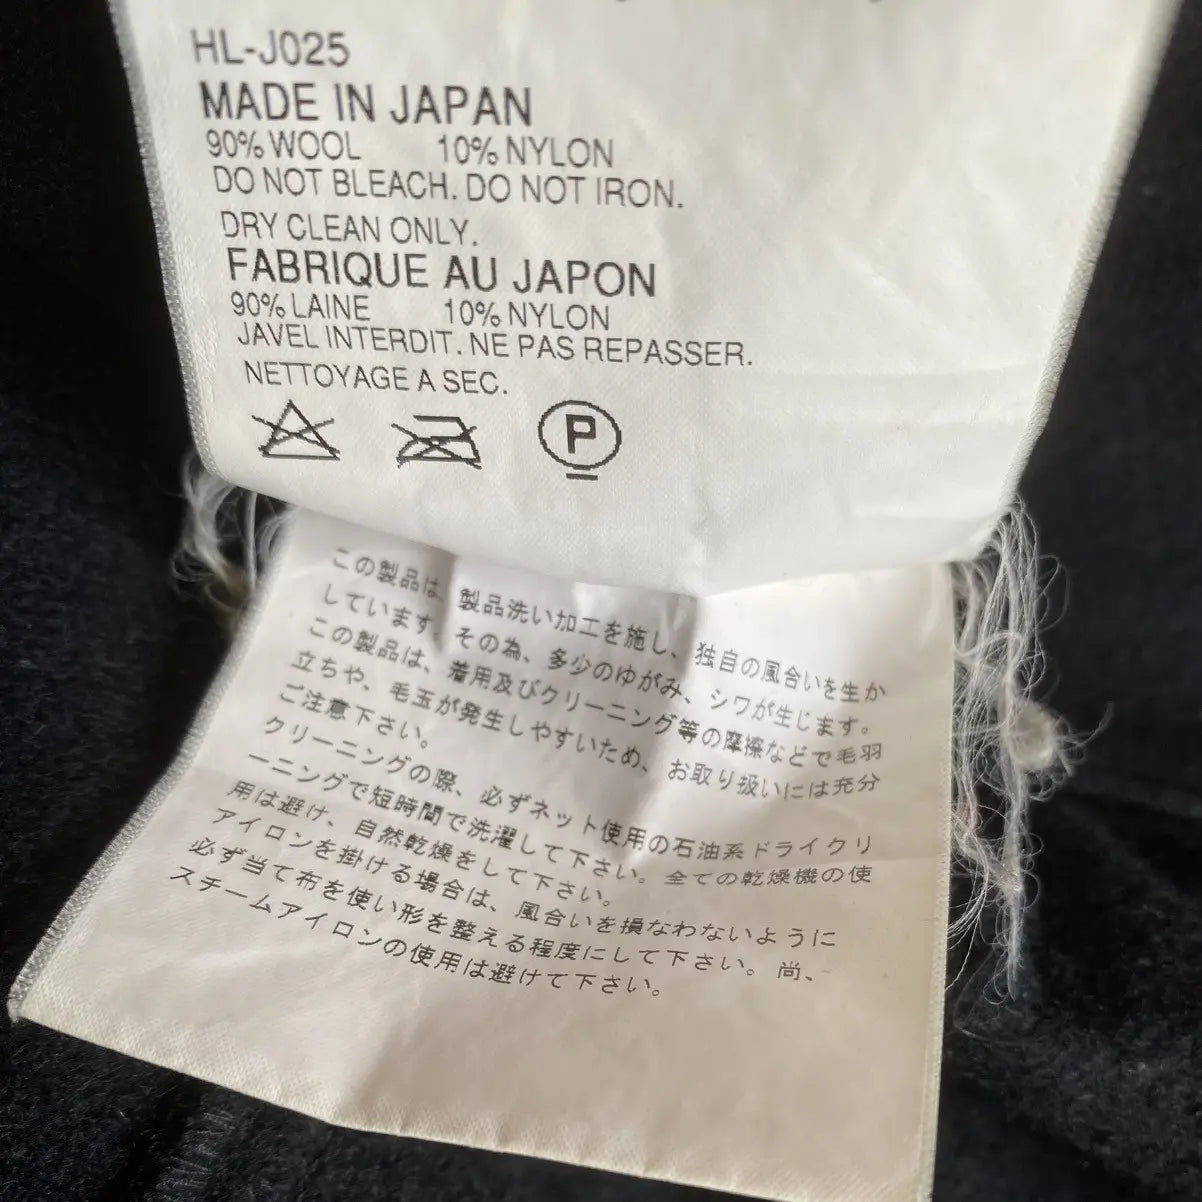 HL-J025
MADE IN JAPAN
90% WOOL 10% NYLON
DO NOT BLEACH. DO NOT IRON.
DRY CLEAN ONLY.
FABRIQUE AU JAPON
90% LAINE 10% NYLON
JAVEL INTERDIT. NE PAS REPASSER.
NETTOYAGE A SEC.
P
この製品は、製品洗い加工を施し、独自の風合いを生か
しています。その為、多少のゆがみ、シワが生じます。
この製品は、着用及びクリーニング等の摩擦などで毛羽
立ちや、毛玉が発生しやすいため、お取り扱いには充分
ご注意下さい。
クリーニングの際、必ずネット使用の石油系ドライクリ
ーニングで短時間で洗濯して下さい。全ての乾燥機の使
用は避け、自然乾燥をして下さい。
アイロンを掛ける場合は、風合いを損なわないように
必ず当て布を使い形を整える程度にして下さい。尚、
スチームアイロンの使用は避けて下さい。